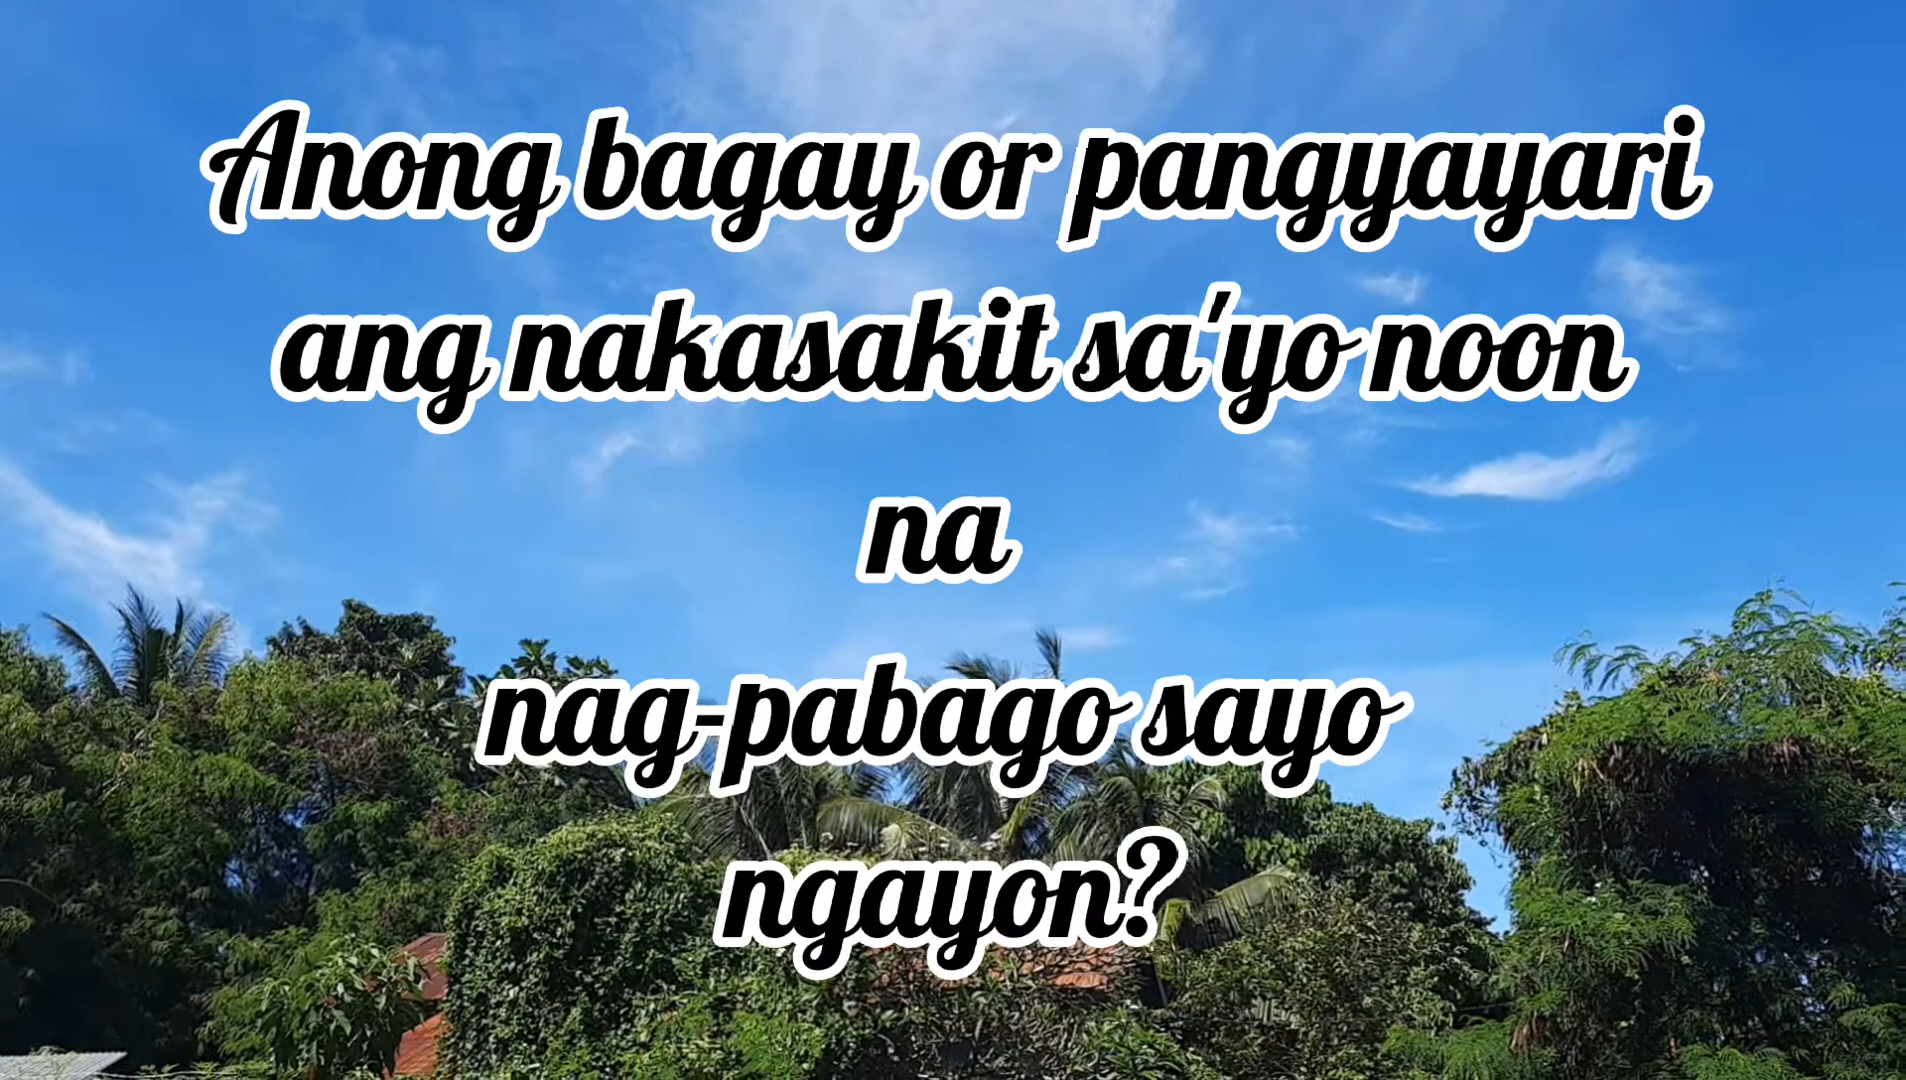 Anong bagay or pangyayari
ang nakasakit sa'yo noon
na
nag-pabago sayo
ngayon?